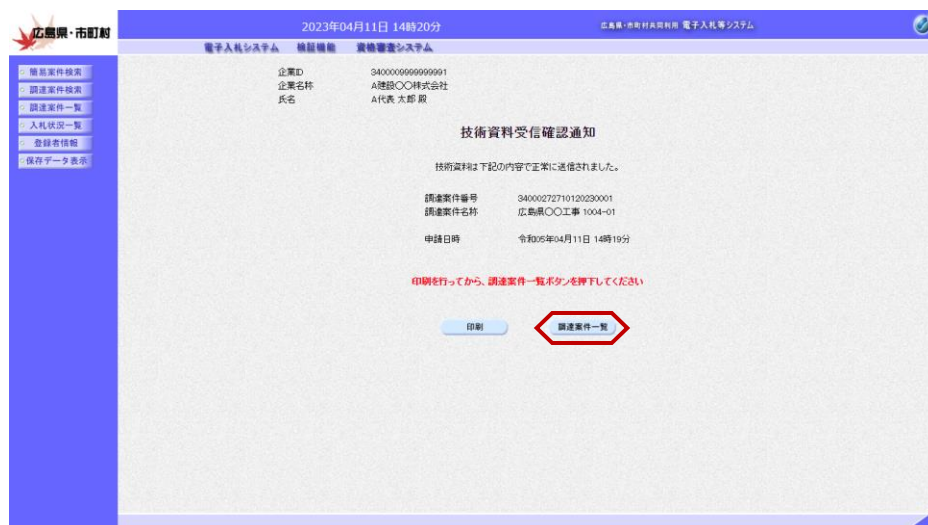 広島県・市町村
2023年04月11日 14時20分
広島県・市町村共同利用 電子入札等システム
電子入札システム 検証機能 資格審査システム
簡易案件検索
調達案件検索
調達案件一覧
入札状況一覧
登録者情報
保存データ表示
企業ID 3400009999999991
企業名称 A建設〇〇株式会社
氏名 A代表 太郎 殿
技術資料受信確認通知
技術資料は下記の内容で正常に送信されました。
調達案件番号 34000272710120230001
調達案件名称 広島県〇〇工事 1004-01
申請日時 令和05年04月11日 14時19分
印刷を行ってから、調達案件一覧ボタンを押下してください
印刷 調達案件一覧